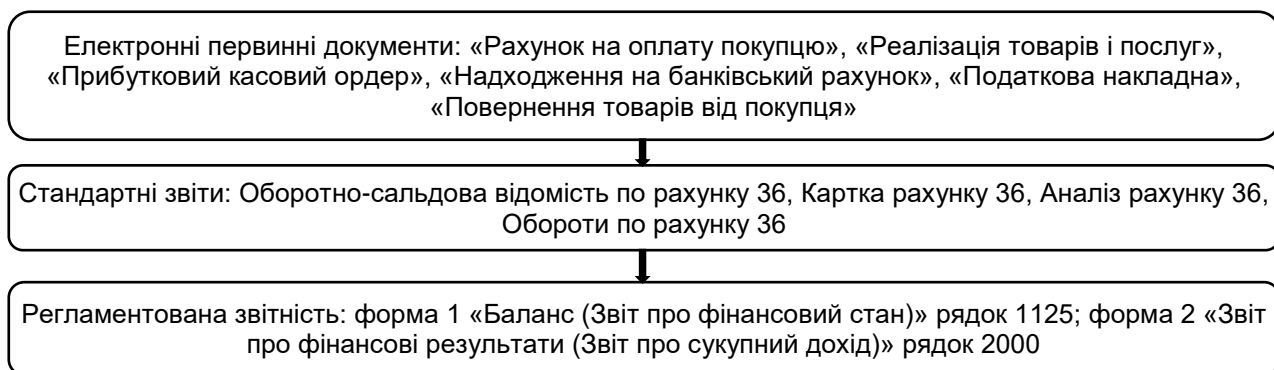 Електронні первинні документи: «Рахунок на оплату покупцю», «Реалізація товарів і послуг»,
«Прибутковий касовий ордер», «Надходження на банківський рахунок», «Податкова накладна»,
«Повернення товарів від покупця»
Стандартні звіти: Оборотно-сальдова відомість по рахунку 36, Картка рахунку 36, Аналіз рахунку 36,
Обороти по рахунку 36
Регламентована звітність: форма 1 «Баланс (Звіт про фінансовий стан)» рядок 1125; форма 2 «Звіт
про фінансові результати (Звіт про сукупний дохід)» рядок 2000